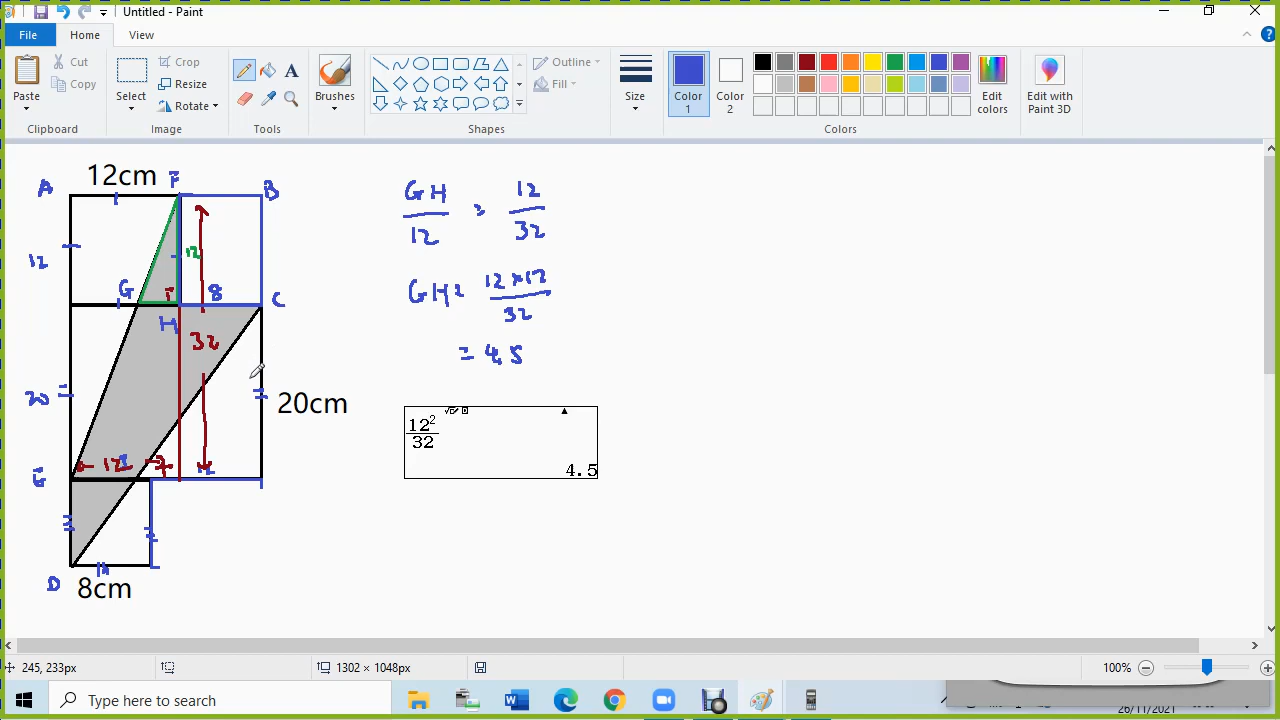 Untitled - Paint
File
Home
View
Paste
Cut
Copy
Clipboard
Select
Crop
Resize
Rotate
Image
A
Tools
Brushes
Outline
Fill
Shapes
Size
Color 1
Color 2
Edit colors
Colors
Edit with Paint 3D
A
12cm
F
B
12
12
G
8
C
H
32
20
20cm
12
D
8cm
GH
12
12
32
GH =
12 × 12
32
= 4.5
12²
32
4.5
245, 233px
1302 × 1048px
100%
Type here to search
26/11/2021